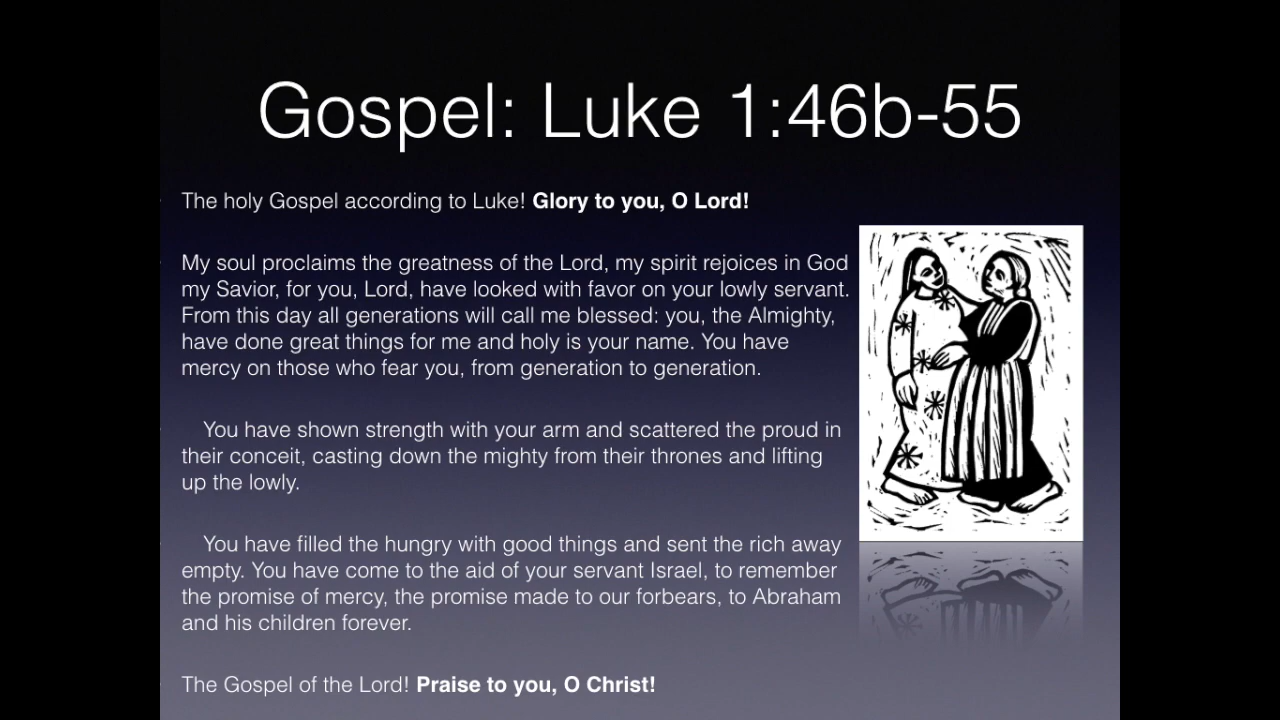 Gospel: Luke 1:46b-55
The holy Gospel according to Luke! Glory to you, O Lord!
My soul proclaims the greatness of the Lord, my spirit rejoices in God
my Savior, for you, Lord, have looked with favor on your lowly servant.
From this day all generations will call me blessed: you, the Almighty,
have done great things for me and holy is your name. You have
mercy on those who fear you, from generation to generation.
You have shown strength with your arm and scattered the proud in
their conceit, casting down the mighty from their thrones and lifting
up the lowly.
You have filled the hungry with good things and sent the rich away
empty. You have come to the aid of your servant Israel, to remember
the promise of mercy, the promise made to our forbears, to Abraham
and his children forever.
The Gospel of the Lord! Praise to you, O Christ!